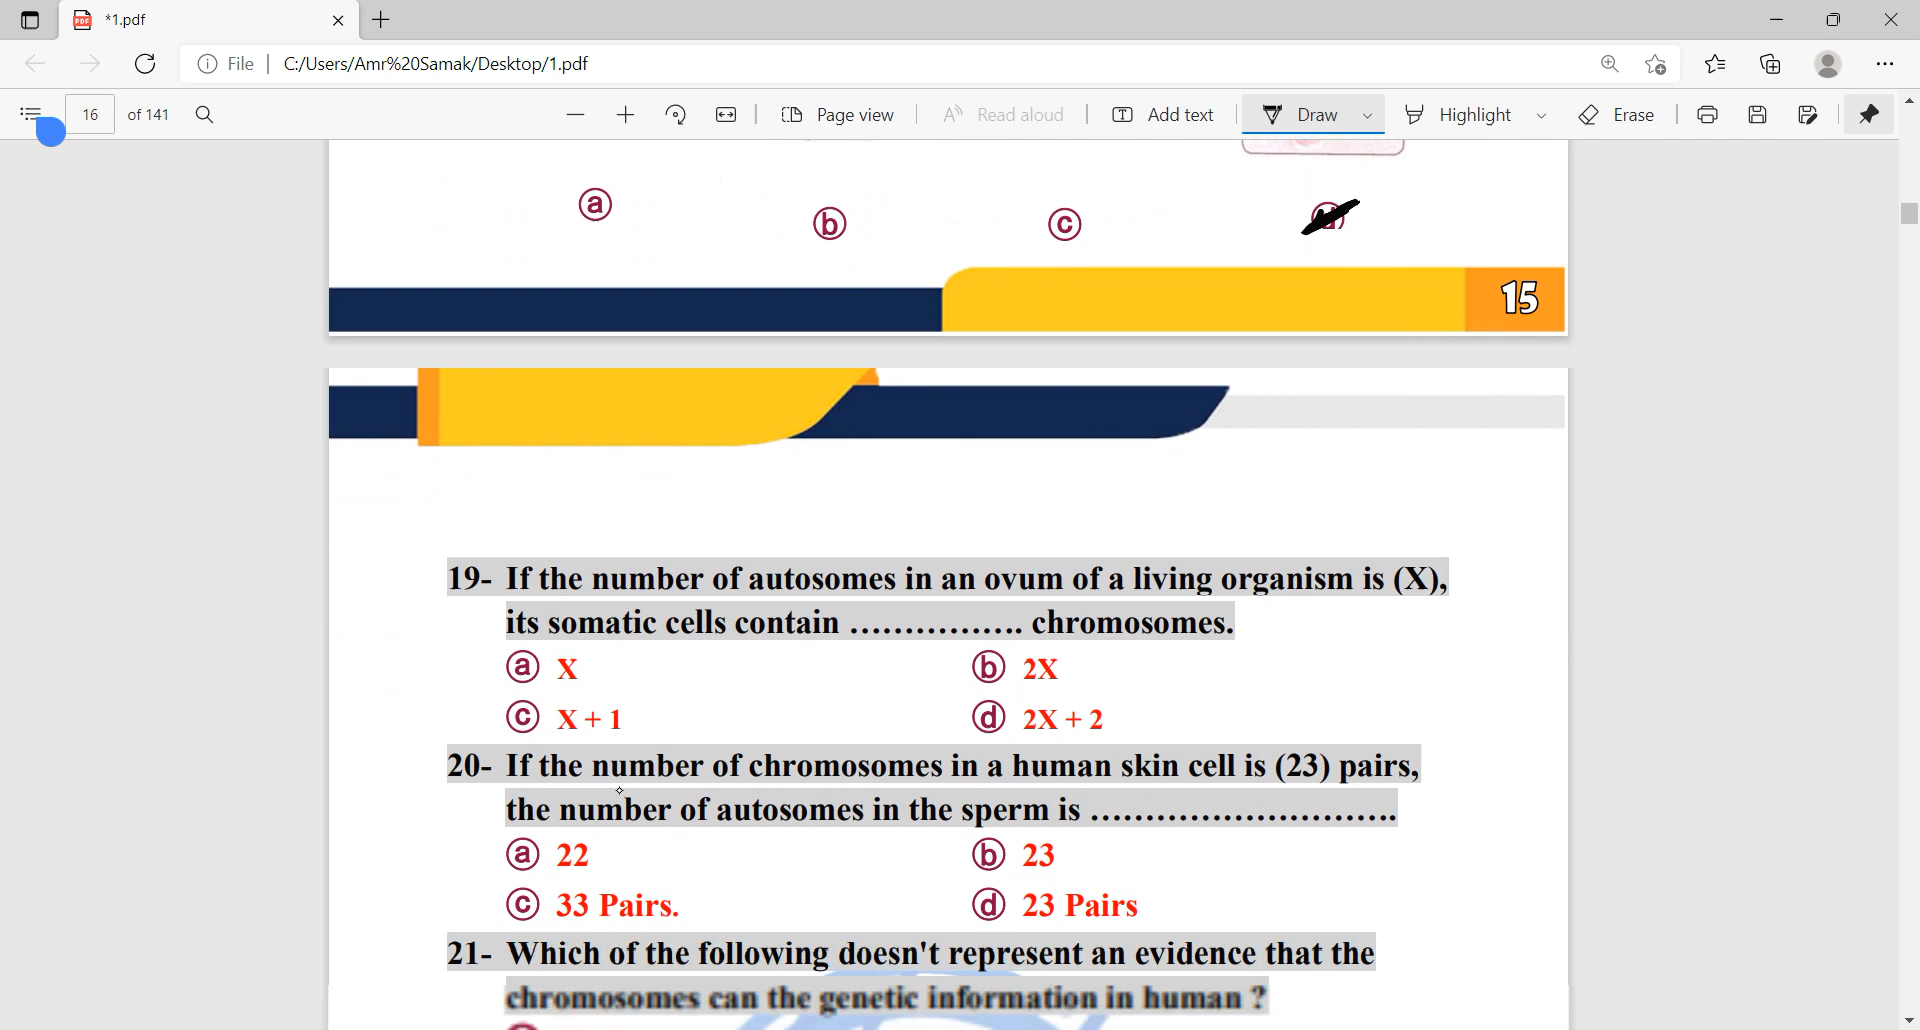 *1.pdf
File
C:/Users/Amr%20Samak/Desktop/1.pdf
16 of 141
Page view
Read aloud
Add text
Draw
Highlight
Erase
a b c d
15
19- If the number of autosomes in an ovum of a living organism is (X),
its somatic cells contain ................ chromosomes.
a X b 2X
c X + 1 d 2X + 2
20- If the number of chromosomes in a human skin cell is (23) pairs,
the number of autosomes in the sperm is ............................
a 22 b 23
c 33 Pairs. d 23 Pairs
21- Which of the following doesn't represent an evidence that the
chromosomes can the genetic information in human ?